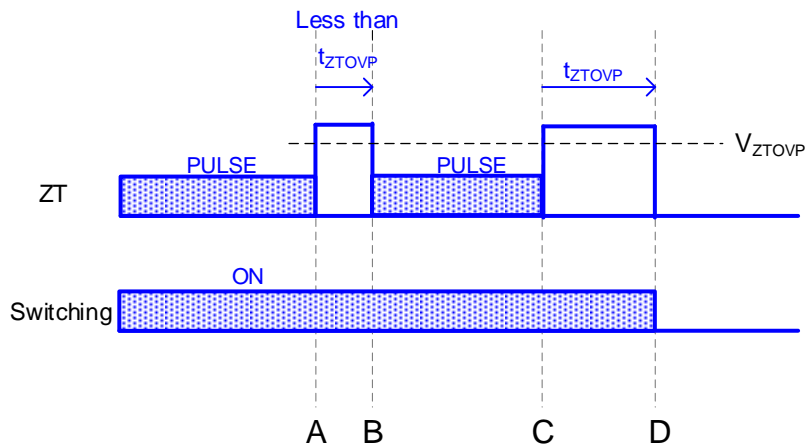 Less than
tZTOVP
tZTOVP
VZTOVP
PULSE
PULSE
ZT
ON
Switching
A B C D